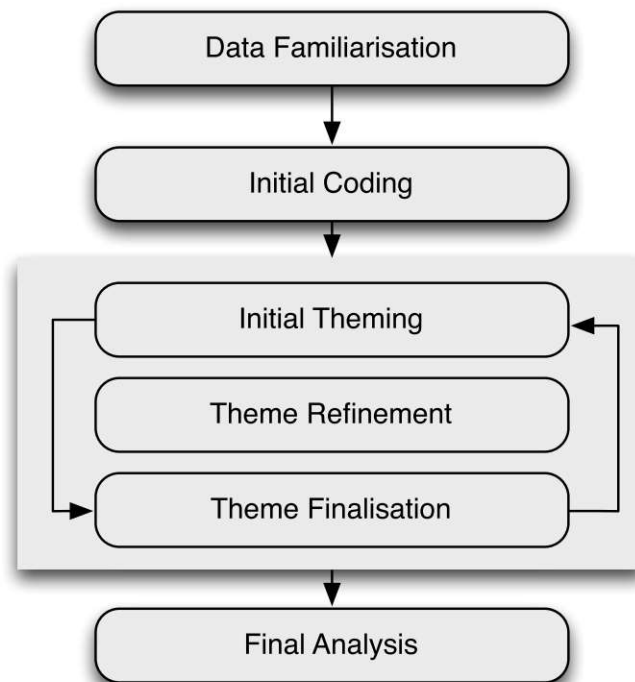 Data Familiarisation
Initial Coding
Initial Theming
Theme Refinement
Theme Finalisation
Final Analysis